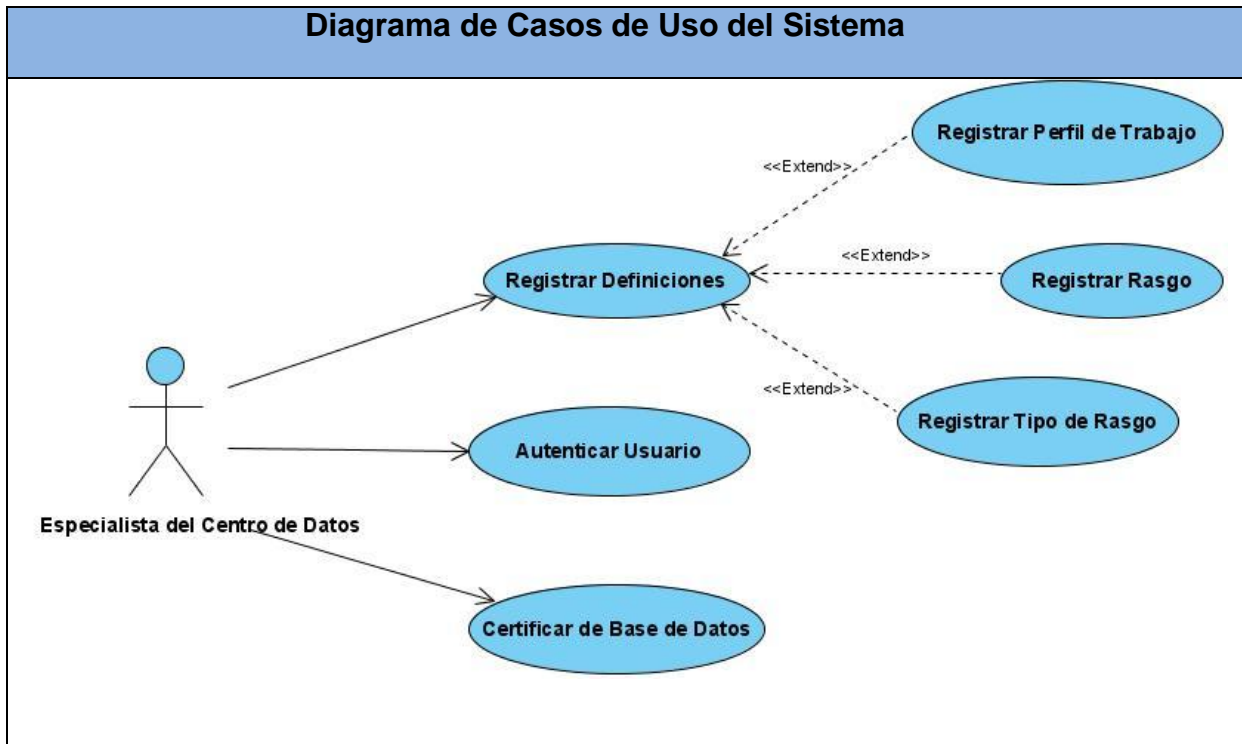 Diagrama de Casos de Uso del Sistema
Registrar Perfil de Trabajo
<<Extend>>
Registrar Definiciones
<<Extend>>
Registrar Rasgo
<<Extend>>
Registrar Tipo de Rasgo
Autenticar Usuario
Especialista del Centro de Datos
Certificar de Base de Datos